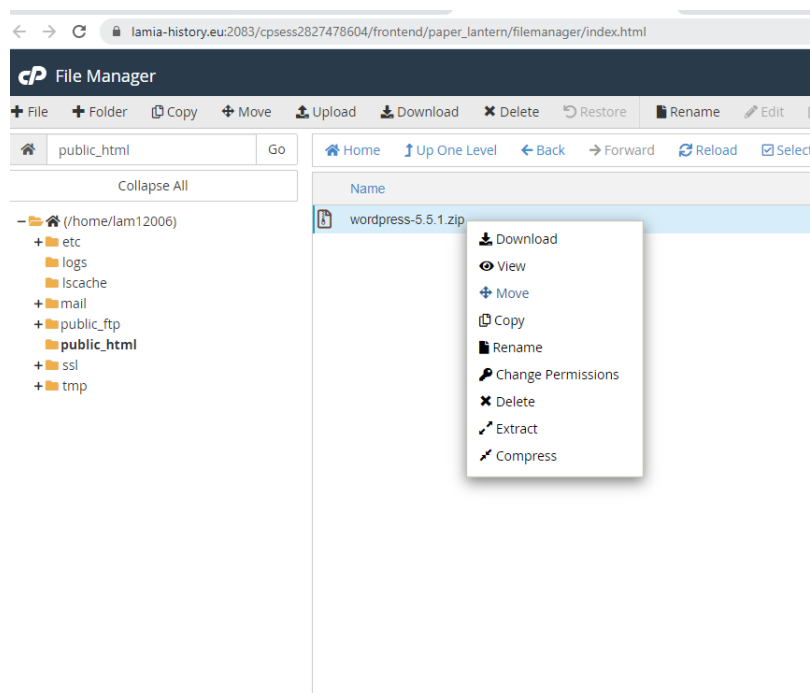 lamia-history.eu:2083/cpsess2827478604/frontend/paper_lantern/filemanager/index.html
cP File Manager
File Folder Copy Move Upload Download Delete Restore Rename Edit
public_html Go Home Up One Level Back Forward Reload Select
Collapse All
Name
(/home/lam12006)
wordpress-5.5.1.zip
etc
logs
lscache
mail
public_ftp
public_html
ssl
tmp
Download
View
Move
Copy
Rename
Change Permissions
Delete
Extract
Compress